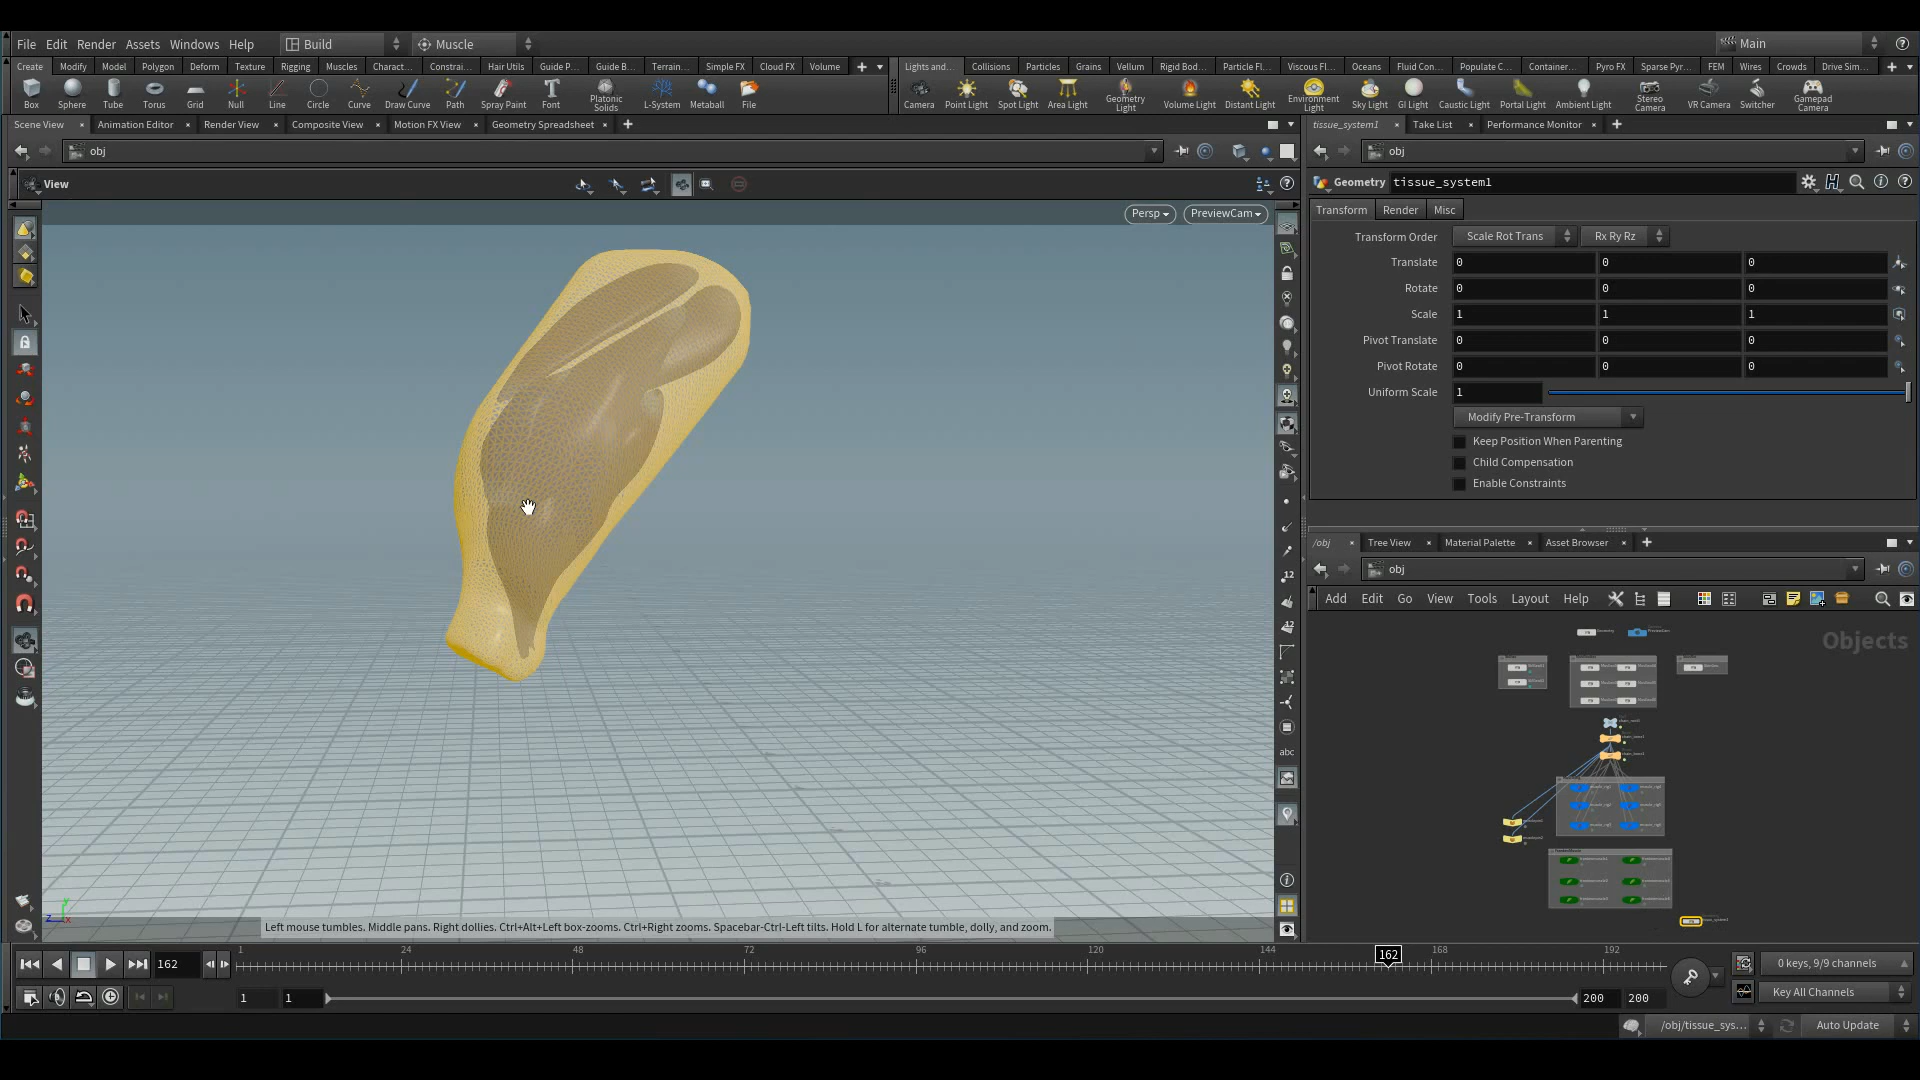 File Edit Render Assets Windows Help Build Muscle Main
Create Modify Model Polygon Deform Texture Rigging Muscles Charact... Constrai... Hair Utils Guide P... Guide B... Terrain... Simple FX Cloud FX Volume
Lights and... Collisions Particles Grains Vellum Rigid Bod... Particle Fl... Viscous Fl... Oceans Fluid Con... Populate C... Container... Pyro FX Sparse Pyr... FEM Wires Crowds Drive Sim...
Box Sphere Tube Torus Grid Null Line Circle Curve Draw Curve Path Spray Paint Font Platonic Solids L-System Metaball File
Camera Point Light Spot Light Area Light Geometry Light Volume Light Distant Light Environment Light Sky Light GI Light Caustic Light Portal Light Ambient Light Stereo Camera VR Camera Switcher Gamepad Camera
Scene View Animation Editor Render View Composite View Motion FX View Geometry Spreadsheet
tissue_system1 Take List Performance Monitor
obj
obj
View
Persp PreviewCam
Geometry tissue_system1
Transform Render Misc
Transform Order Scale Rot Trans Rx Ry Rz
Translate 0 0 0
Rotate 0 0 0
Scale 1 1 1
Pivot Translate 0 0 0
Pivot Rotate 0 0 0
Uniform Scale 1
Modify Pre-Transform
Keep Position When Parenting
Child Compensation
Enable Constraints
/obj Tree View Material Palette Asset Browser
obj
Add Edit Go View Tools Layout Help
Objects
12
12
abc
Left mouse tumbles. Middle pans. Right dollies. Ctrl+Alt+Left box-zooms. Ctrl+Right zooms. Spacebar-Ctrl-Left tilts. Hold L for alternate tumble, dolly, and zoom.
162 1 24 48 72 96 120 144 162 168 192
0 keys, 9/9 channels
1 1 200 200
Key All Channels
/obj/tissue_sys... Auto Update